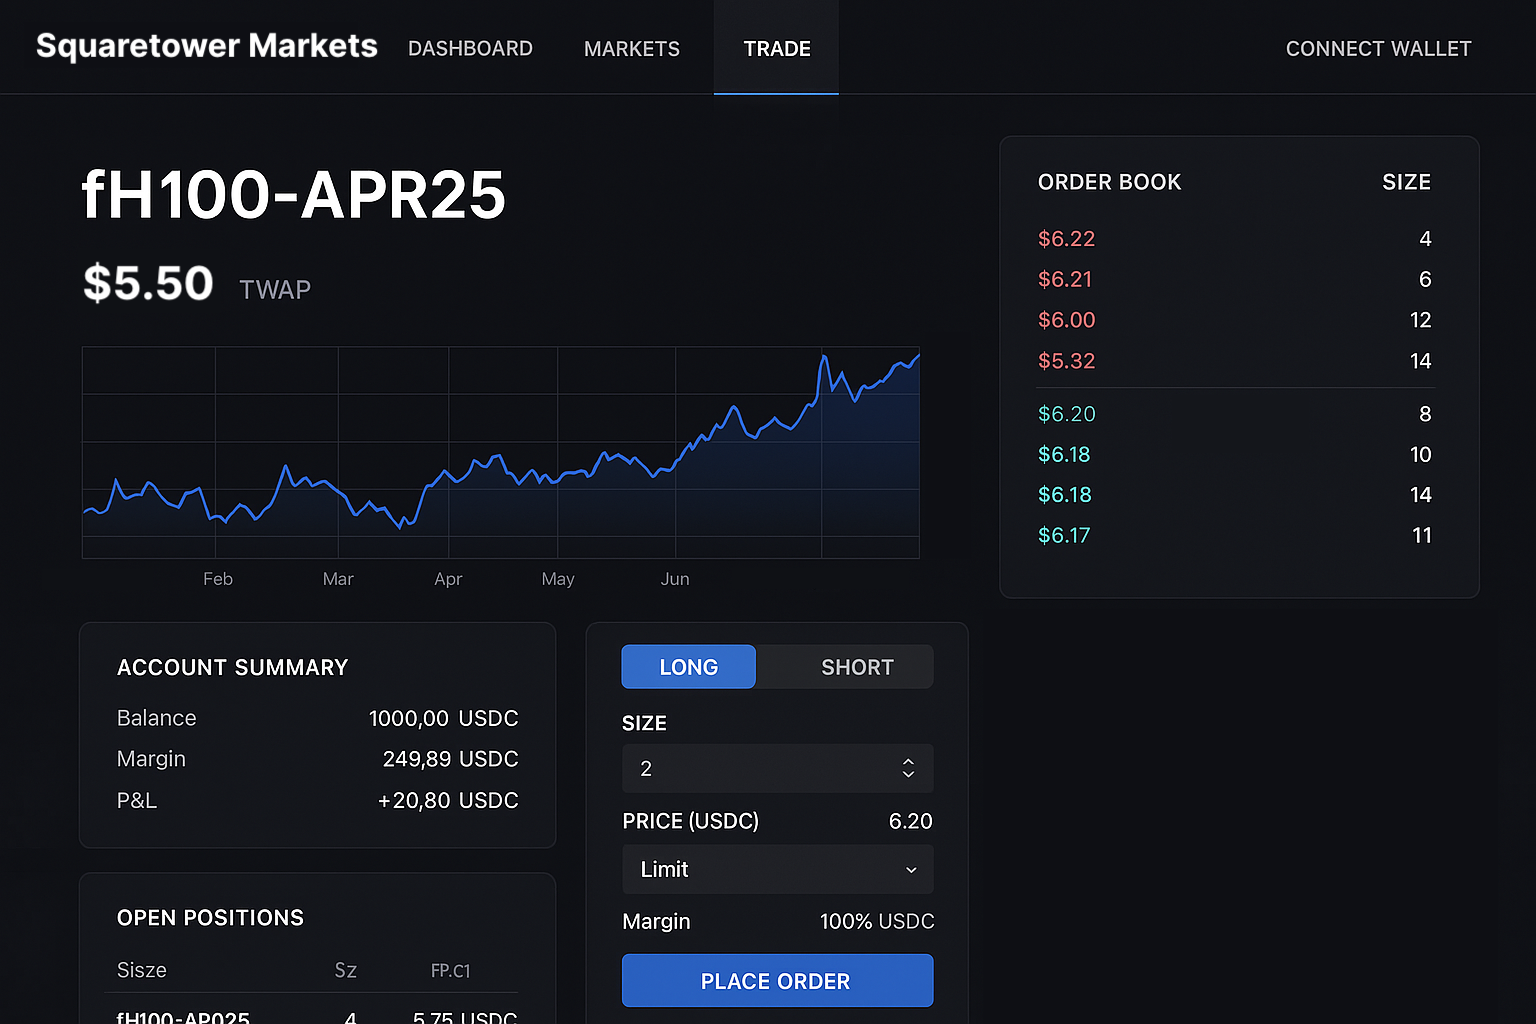 Squaretower Markets DASHBOARD MARKETS TRADE CONNECT WALLET
fH100-APR25
$5.50 TWAP
Feb Mar Apr May Jun
ORDER BOOK SIZE
$6.22 4
$6.21 6
$6.00 12
$5.32 14
$6.20 8
$6.18 10
$6.18 14
$6.17 11
ACCOUNT SUMMARY
Balance 1000,00 USDC
Margin 249,89 USDC
P&L +20,80 USDC
OPEN POSITIONS
Sisze Sz FP.C1
fH100-AP025 4 5.75 USDC
LONG SHORT
SIZE
2
PRICE (USDC) 6.20
Limit
Margin 100% USDC
PLACE ORDER